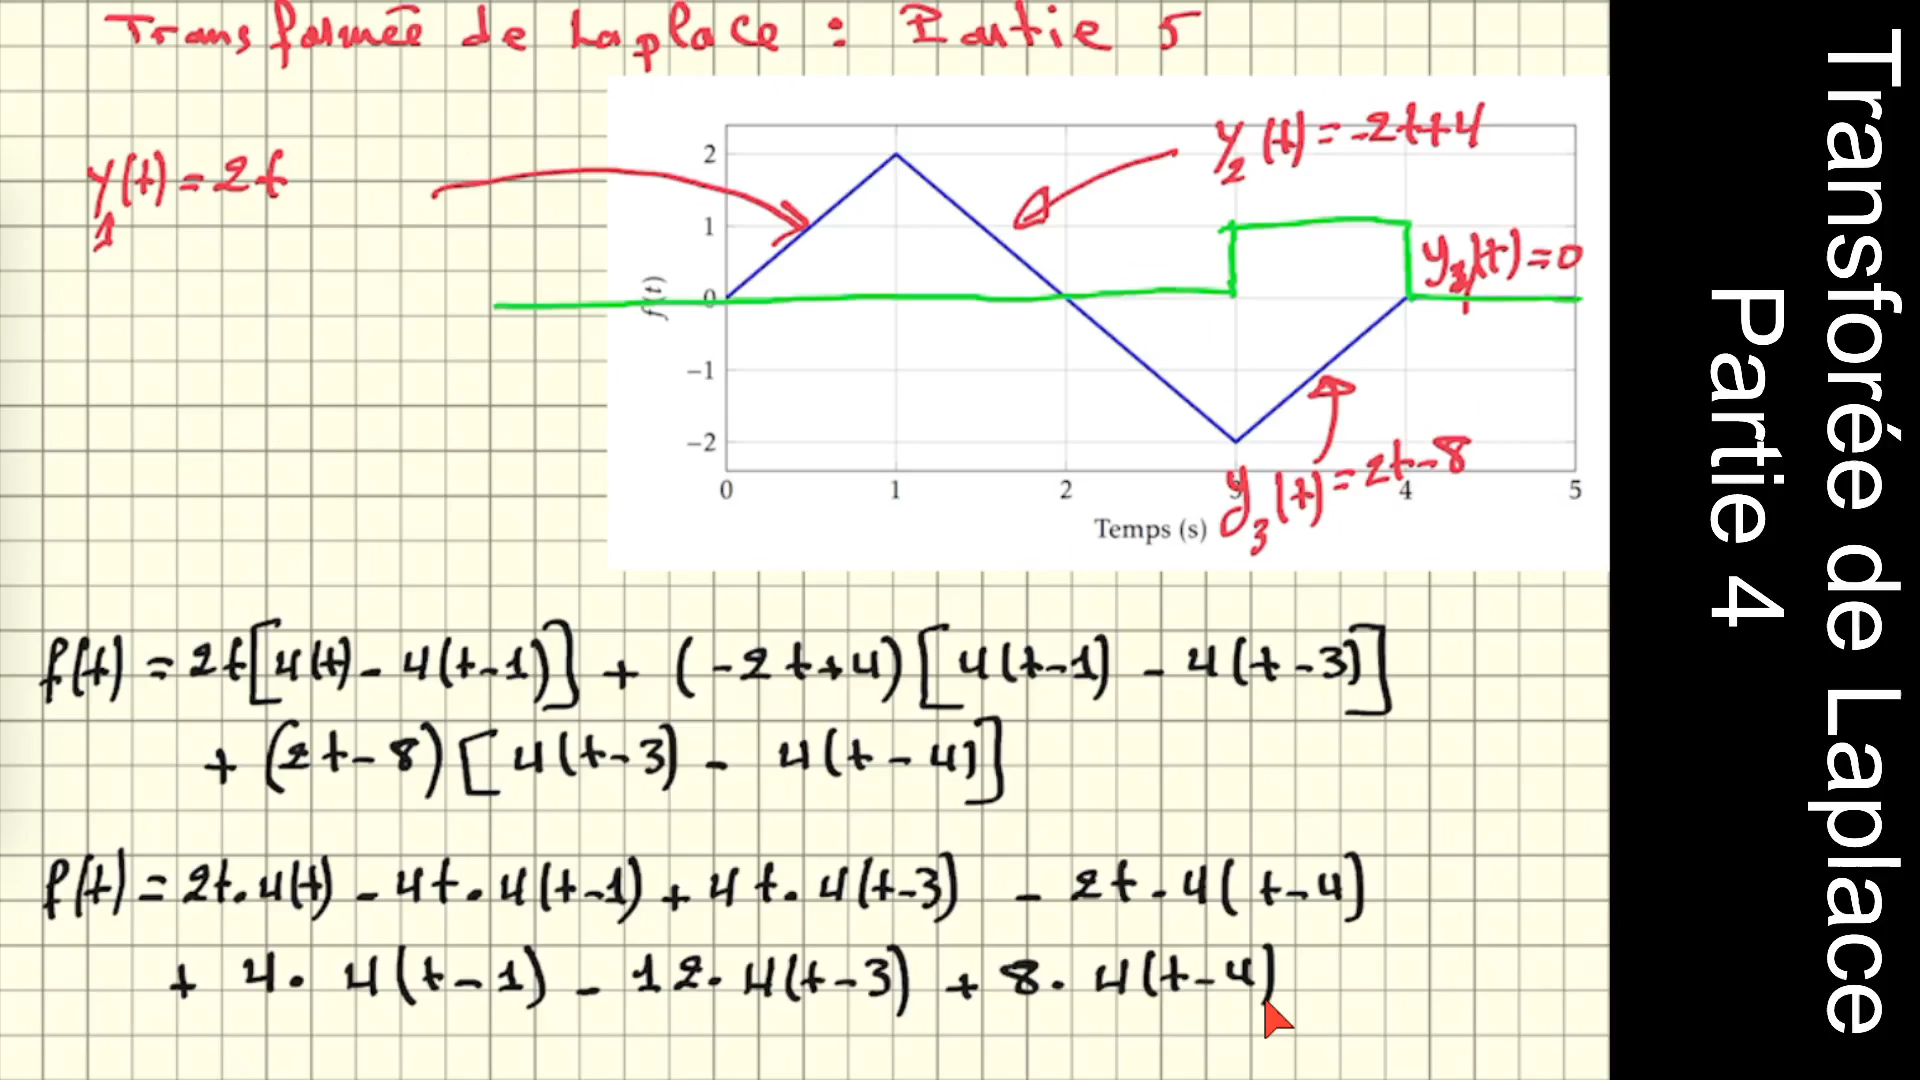 Transformée de Laplace : Partie 5
y₁(t) = 2t
y₂(t) = -2t+4
y₄(t) = 0
y₃(t) = 2t-8
f(t)
2
1
0
−1
−2
0 1 2 3 4 5
Temps (s)
f(t) = 2t[u(t) - u(t-1)] + (-2t+4)[u(t-1) - u(t-3)]
+ (2t-8)[u(t-3) - u(t-4)]
f(t) = 2t.u(t) - 4t.u(t-1) + 4t.u(t-3) - 2t.u(t-4)
+ 4.u(t-1) - 12.u(t-3) + 8.u(t-4)
Transforée de Laplace
Partie 4